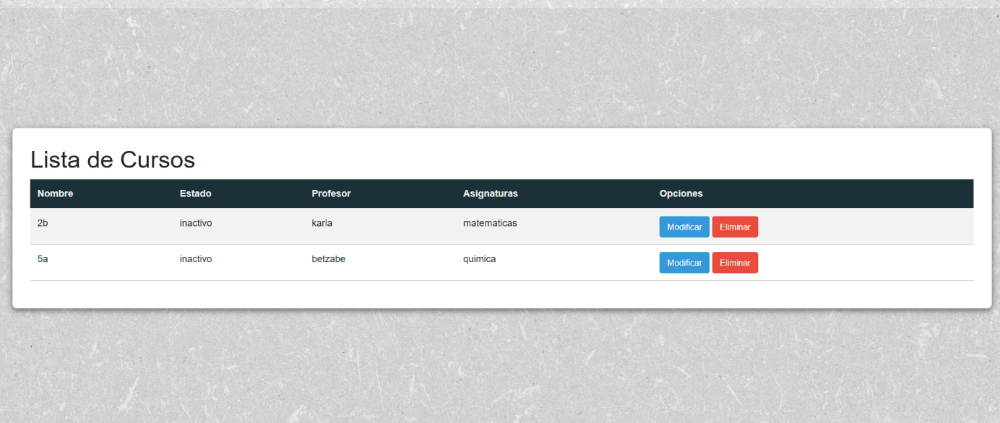 Lista de Cursos
Nombre Estado Profesor Asignaturas Opciones
2b inactivo karla matematicas Modificar Eliminar
5a inactivo betzabe quimica Modificar Eliminar